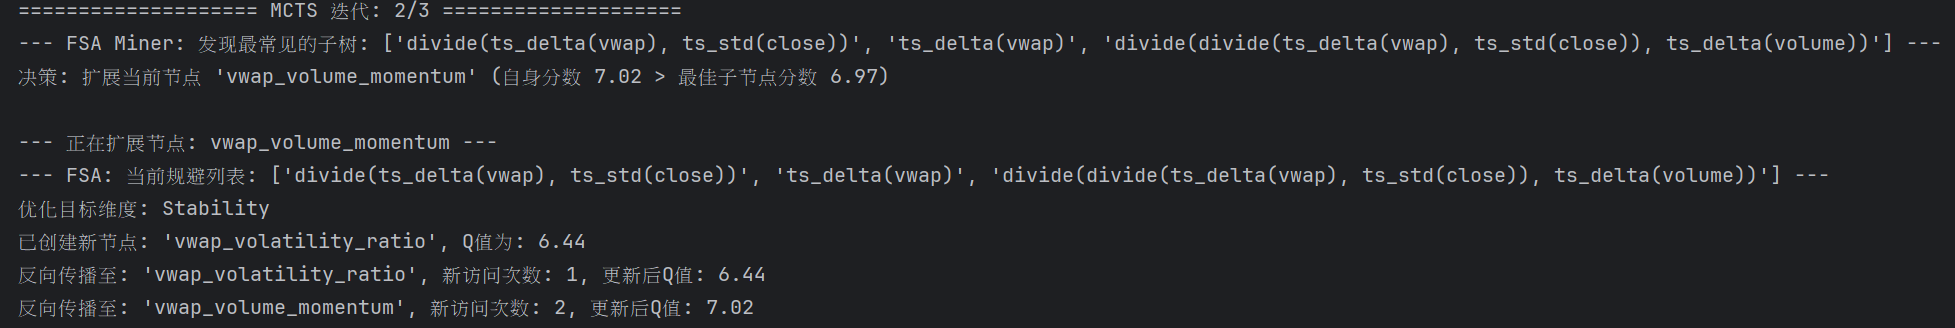 ==================== MCTS 迭代: 2/3 ====================
--- FSA Miner: 发现最常见的子树: ['divide(ts_delta(vwap), ts_std(close))', 'ts_delta(vwap)', 'divide(divide(ts_delta(vwap), ts_std(close)), ts_delta(volume))'] ---
决策: 扩展当前节点 'vwap_volume_momentum' (自身分数 7.02 > 最佳子节点分数 6.97)
--- 正在扩展节点: vwap_volume_momentum ---
--- FSA: 当前规避列表: ['divide(ts_delta(vwap), ts_std(close))', 'ts_delta(vwap)', 'divide(divide(ts_delta(vwap), ts_std(close)), ts_delta(volume))'] ---
优化目标维度: Stability
已创建新节点: 'vwap_volatility_ratio', Q值为: 6.44
反向传播至: 'vwap_volatility_ratio', 新访问次数: 1, 更新后Q值: 6.44
反向传播至: 'vwap_volume_momentum', 新访问次数: 2, 更新后Q值: 7.02